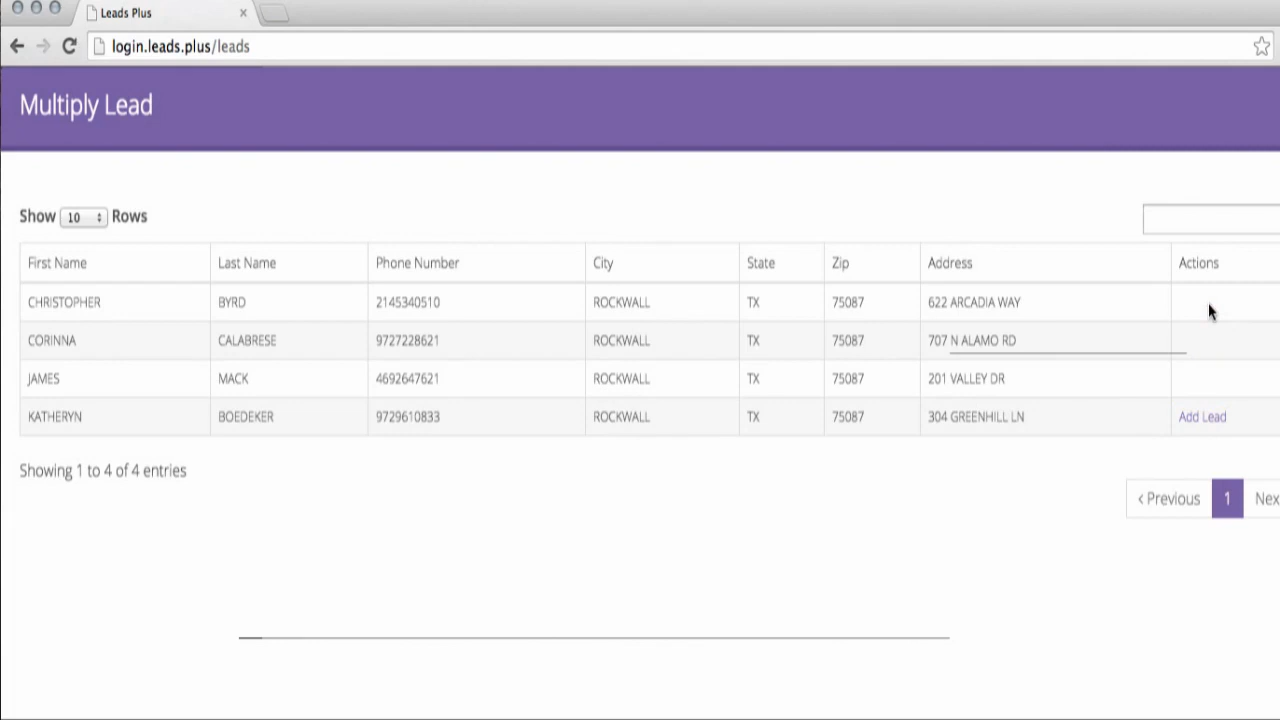 Leads Plus
login.leads.plus/leads
Multiply Lead
Show 10 Rows
First Name Last Name Phone Number City State Zip Address Actions
CHRISTOPHER BYRD 2145340510 ROCKWALL TX 75087 622 ARCADIA WAY
CORINNA CALABRESE 9727228621 ROCKWALL TX 75087 707 N ALAMO RD
JAMES MACK 4692647621 ROCKWALL TX 75087 201 VALLEY DR
KATHERYN BOEDEKER 9729610833 ROCKWALL TX 75087 304 GREENHILL LN Add Lead
Showing 1 to 4 of 4 entries
‹ Previous 1 Nex